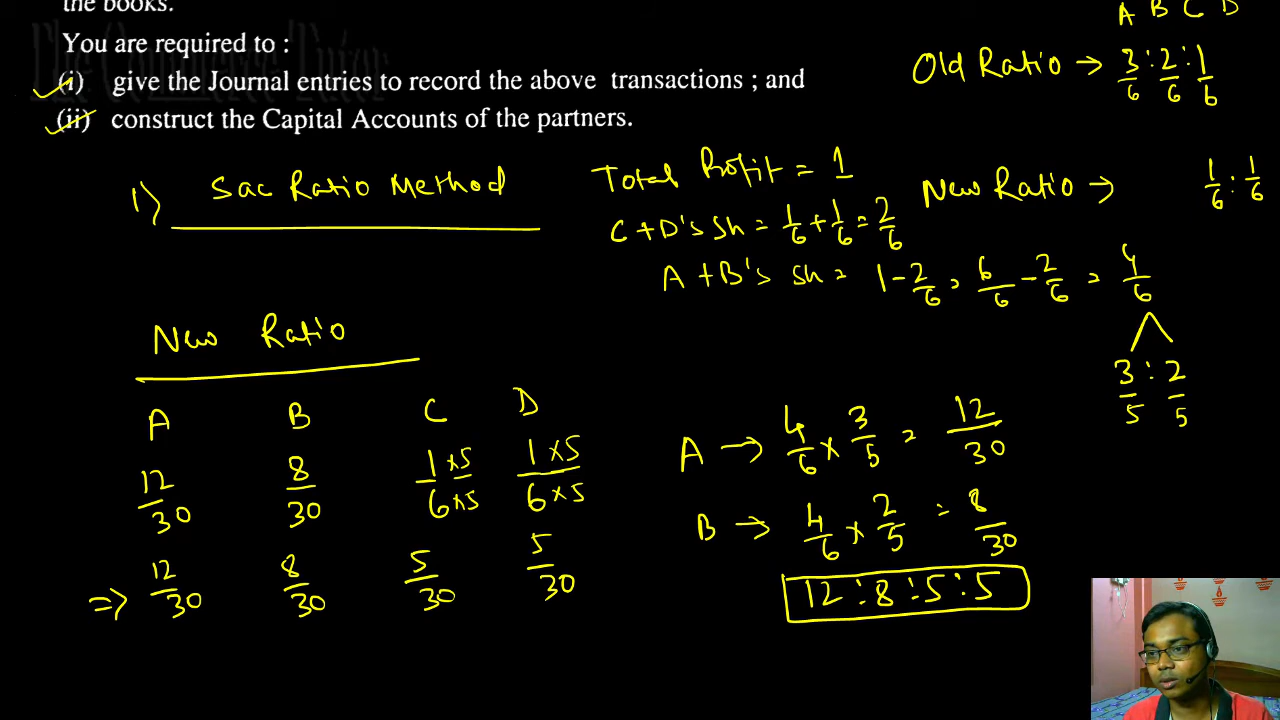 the books.
You are required to :
(i) give the Journal entries to record the above transactions ; and
(ii) construct the Capital Accounts of the partners.
A B C D
Old Ratio → 3/6 : 2/6 : 1/6
1) Sac Ratio Method
Total Profit = 1
New Ratio → 1/6 : 1/6
C + D's sh = 1/6 + 1/6 = 2/6
A + B's sh = 1 - 2/6 = 6/6 - 2/6 = 4/6
3/5 : 2/5
New Ratio
A B C D
12/30 8/30 1×5/6×5 1×5/6×5
⇒ 12/30 8/30 5/30 5/30
A → 4/6 × 3/5 = 12/30
B → 4/6 × 2/5 = 8/30
12 : 8 : 5 : 5